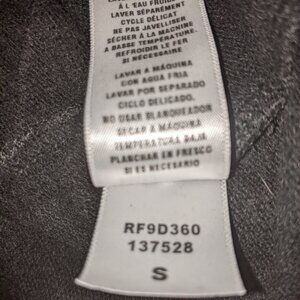 À L'EAU FROIDE
LAVER SÉPARÉMENT
CYCLE DÉLICAT
NE PAS JAVELLISER
SÉCHER À LA MACHINE
A BASSE TEMPÉRATURE.
REFROIDIR LE FER
SI NÉCESSAIRE
LAVAR A MÁQUINA
CON AGUA FRIA
LAVAR POR SEPARADO
CICLO DELICADO.
NO USAR BLANQUEADOR
SECAR A MÁQUINA
TEMPERATURA BAJA
PLANCHAR EN FRESCO
SI ES NECESARIO
RF9D360
137528
S